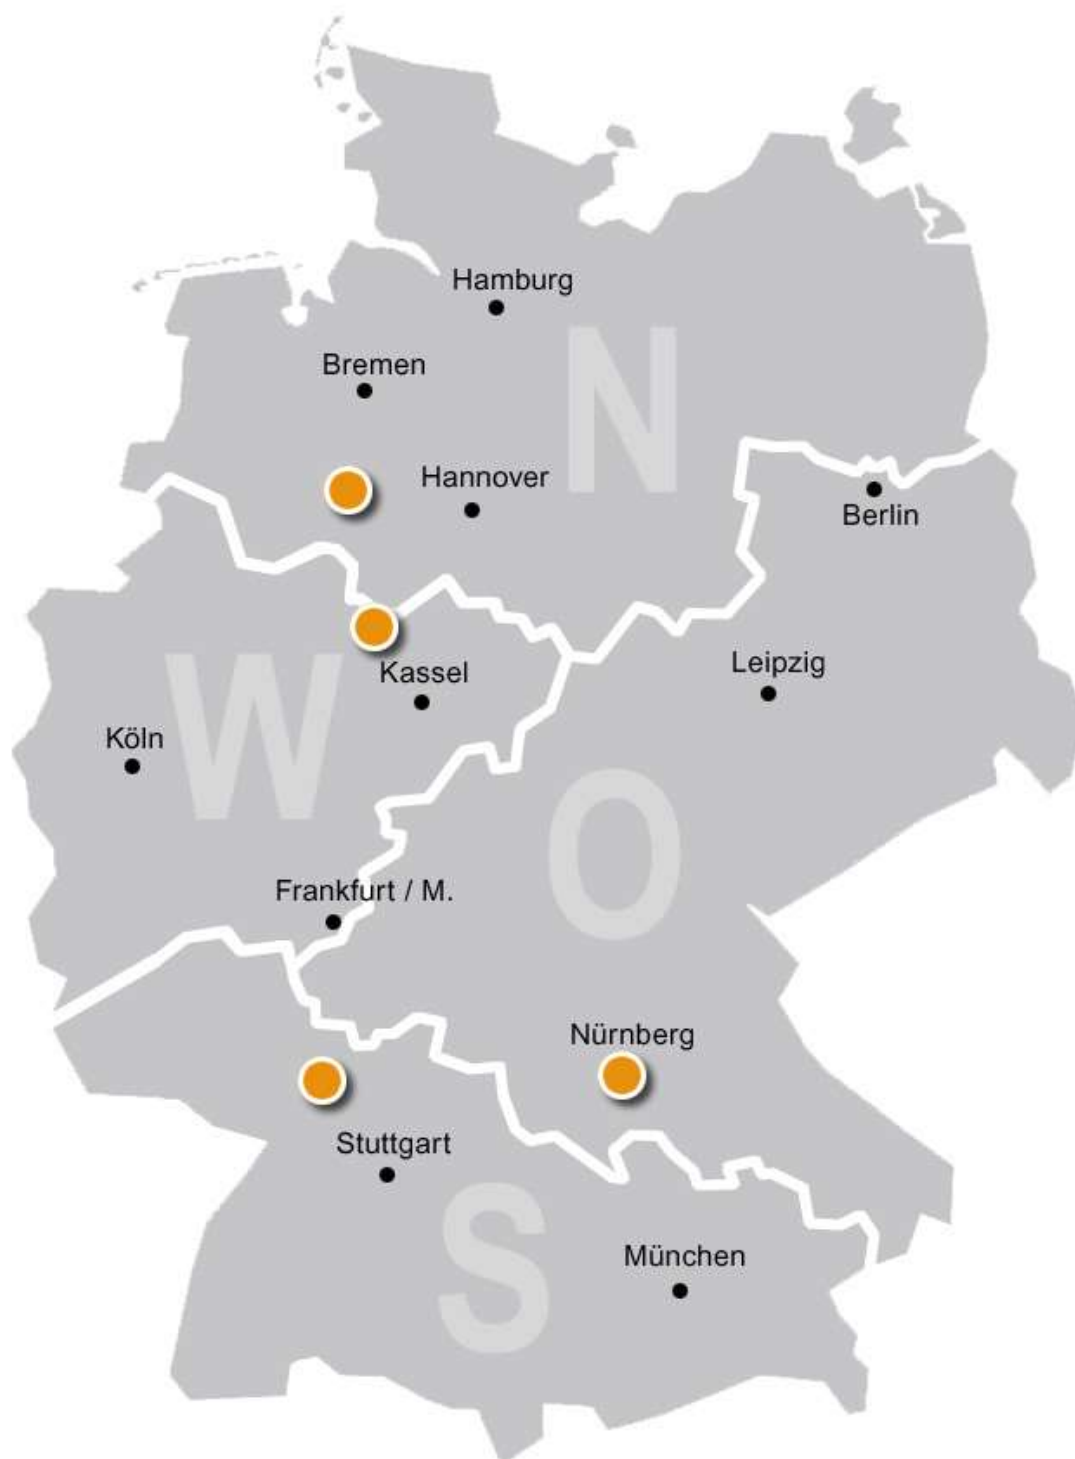 Hamburg
N
Bremen
Hannover
Berlin
W
Kassel
Leipzig
Köln
O
Frankfurt / M.
Nürnberg
Stuttgart
S
München